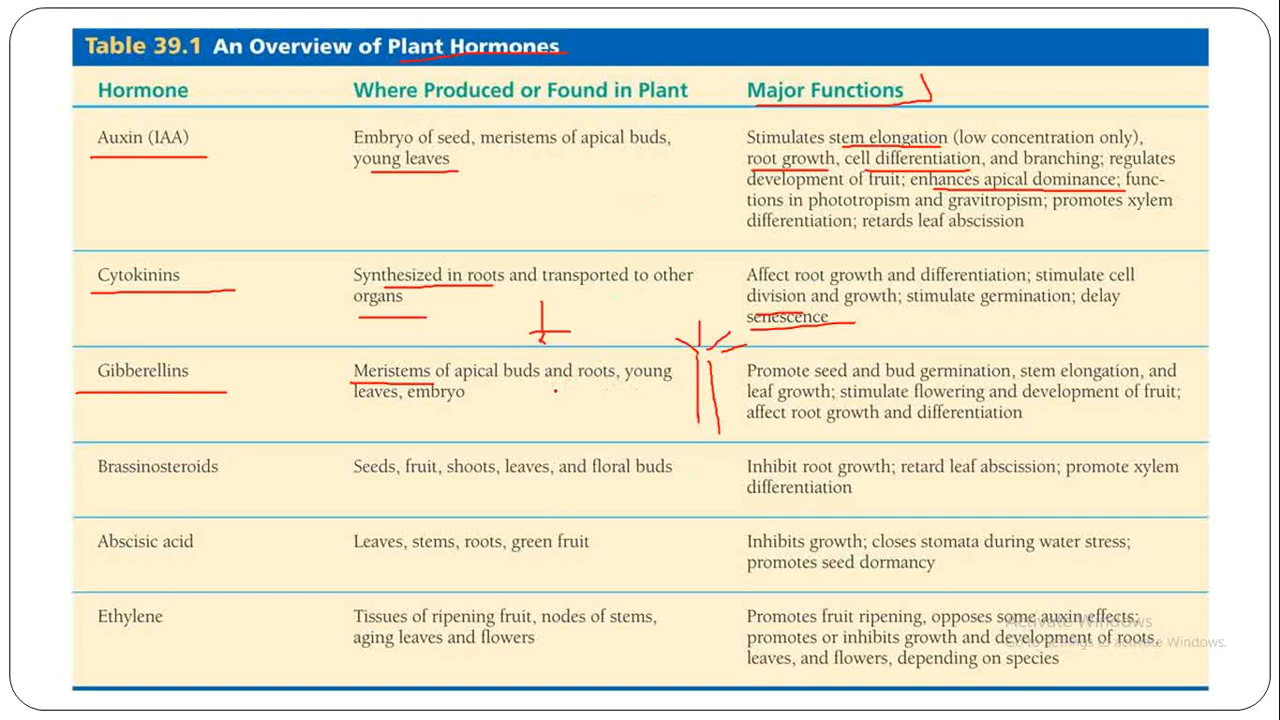 Table 39.1 An Overview of Plant Hormones
Hormone Where Produced or Found in Plant Major Functions
Auxin (IAA) Embryo of seed, meristems of apical buds, Stimulates stem elongation (low concentration only),
young leaves root growth, cell differentiation, and branching; regulates
development of fruit; enhances apical dominance; func-
tions in phototropism and gravitropism; promotes xylem
differentiation; retards leaf abscission
Cytokinins Synthesized in roots and transported to other Affect root growth and differentiation; stimulate cell
organs division and growth; stimulate germination; delay
senescence
Gibberellins Meristems of apical buds and roots, young Promote seed and bud germination, stem elongation, and
leaves, embryo leaf growth; stimulate flowering and development of fruit;
affect root growth and differentiation
Brassinosteroids Seeds, fruit, shoots, leaves, and floral buds Inhibit root growth; retard leaf abscission; promote xylem
differentiation
Abscisic acid Leaves, stems, roots, green fruit Inhibits growth; closes stomata during water stress;
promotes seed dormancy
Ethylene Tissues of ripening fruit, nodes of stems, Promotes fruit ripening, opposes some auxin effects;
aging leaves and flowers promotes or inhibits growth and development of roots,
leaves, and flowers, depending on species
Activate Windows
Go to Settings to activate Windows.